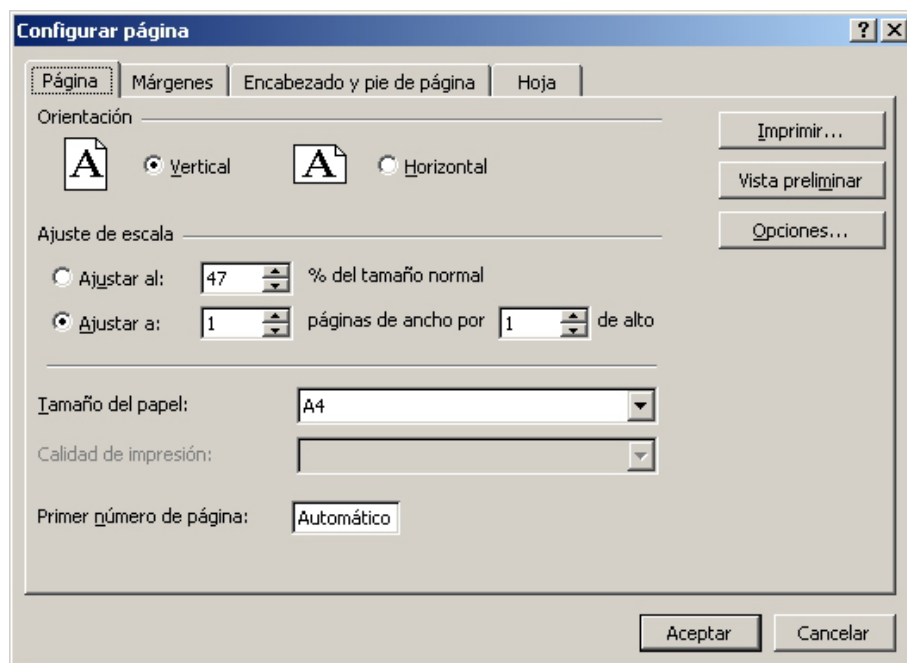 Configurar página
Página Márgenes Encabezado y pie de página Hoja
Orientación
A Vertical A Horizontal
Imprimir...
Vista preliminar
Opciones...
Ajuste de escala
Ajustar al: 47 % del tamaño normal
Ajustar a: 1 páginas de ancho por 1 de alto
Tamaño del papel: A4
Calidad de impresión:
Primer número de página: Automático
Aceptar Cancelar